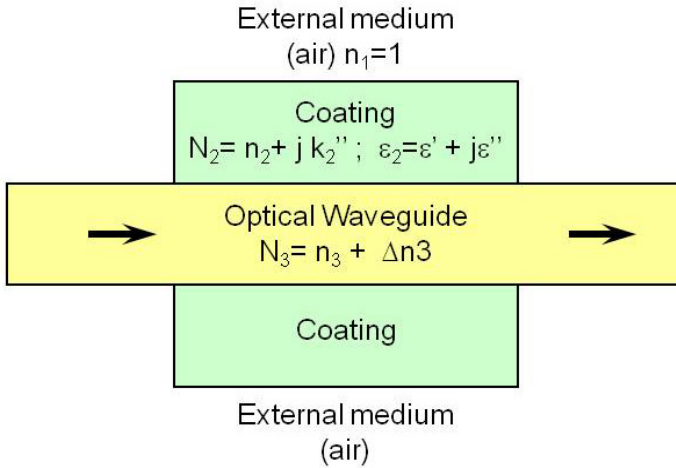 External medium
(air) n₁=1
Coating
N₂= n₂+ j k₂'' ; ε₂=ε' + jε''
Optical Waveguide
N₃= n₃ + Δn3
Coating
External medium
(air)